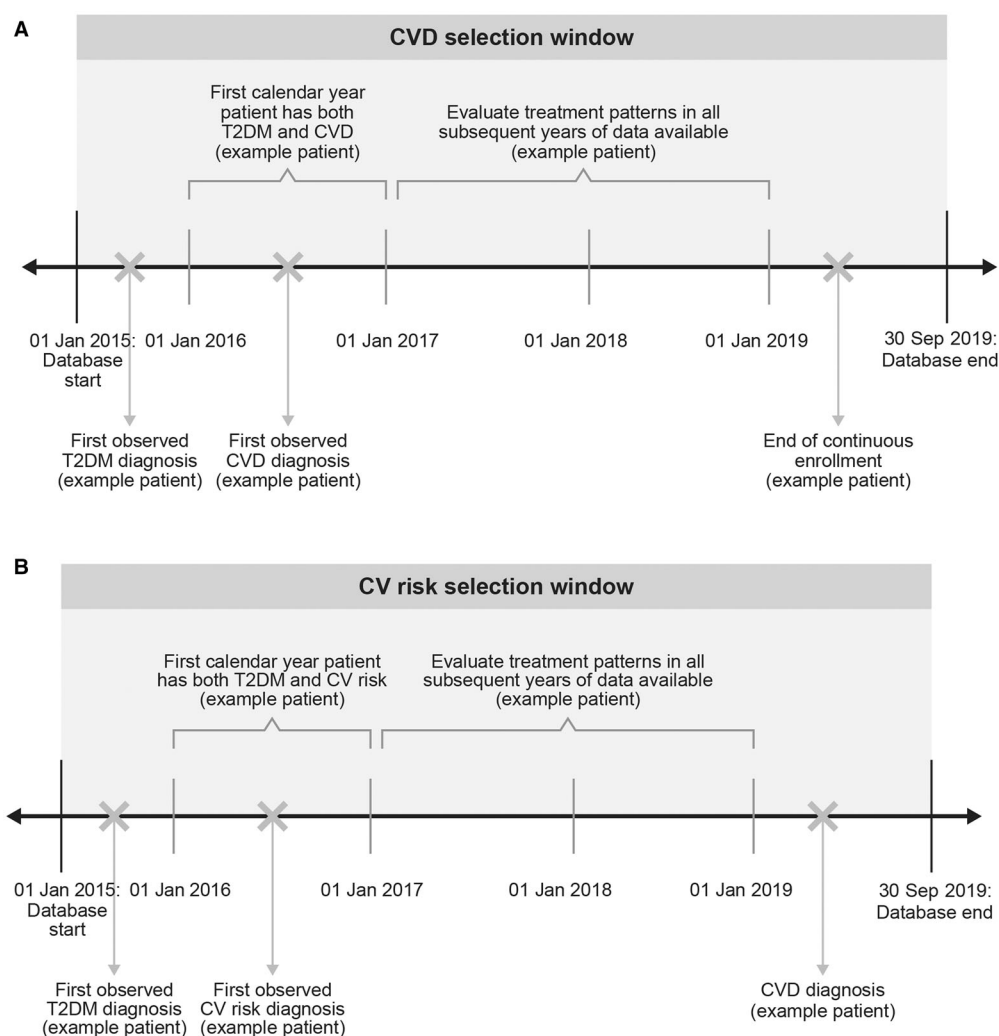 A
CVD selection window
First calendar year
patient has both
T2DM and CVD
(example patient)
Evaluate treatment patterns in all
subsequent years of data available
(example patient)
01 Jan 2015:
Database
start
01 Jan 2016
01 Jan 2017
01 Jan 2018
01 Jan 2019
30 Sep 2019:
Database end
First observed
T2DM diagnosis
(example patient)
First observed
CVD diagnosis
(example patient)
End of continuous
enrollment
(example patient)
B
CV risk selection window
First calendar year patient
has both T2DM and CV risk
(example patient)
Evaluate treatment patterns in all
subsequent years of data available
(example patient)
01 Jan 2015:
Database
start
01 Jan 2016
01 Jan 2017
01 Jan 2018
01 Jan 2019
30 Sep 2019:
Database end
First observed
T2DM diagnosis
(example patient)
First observed
CV risk diagnosis
(example patient)
CVD diagnosis
(example patient)